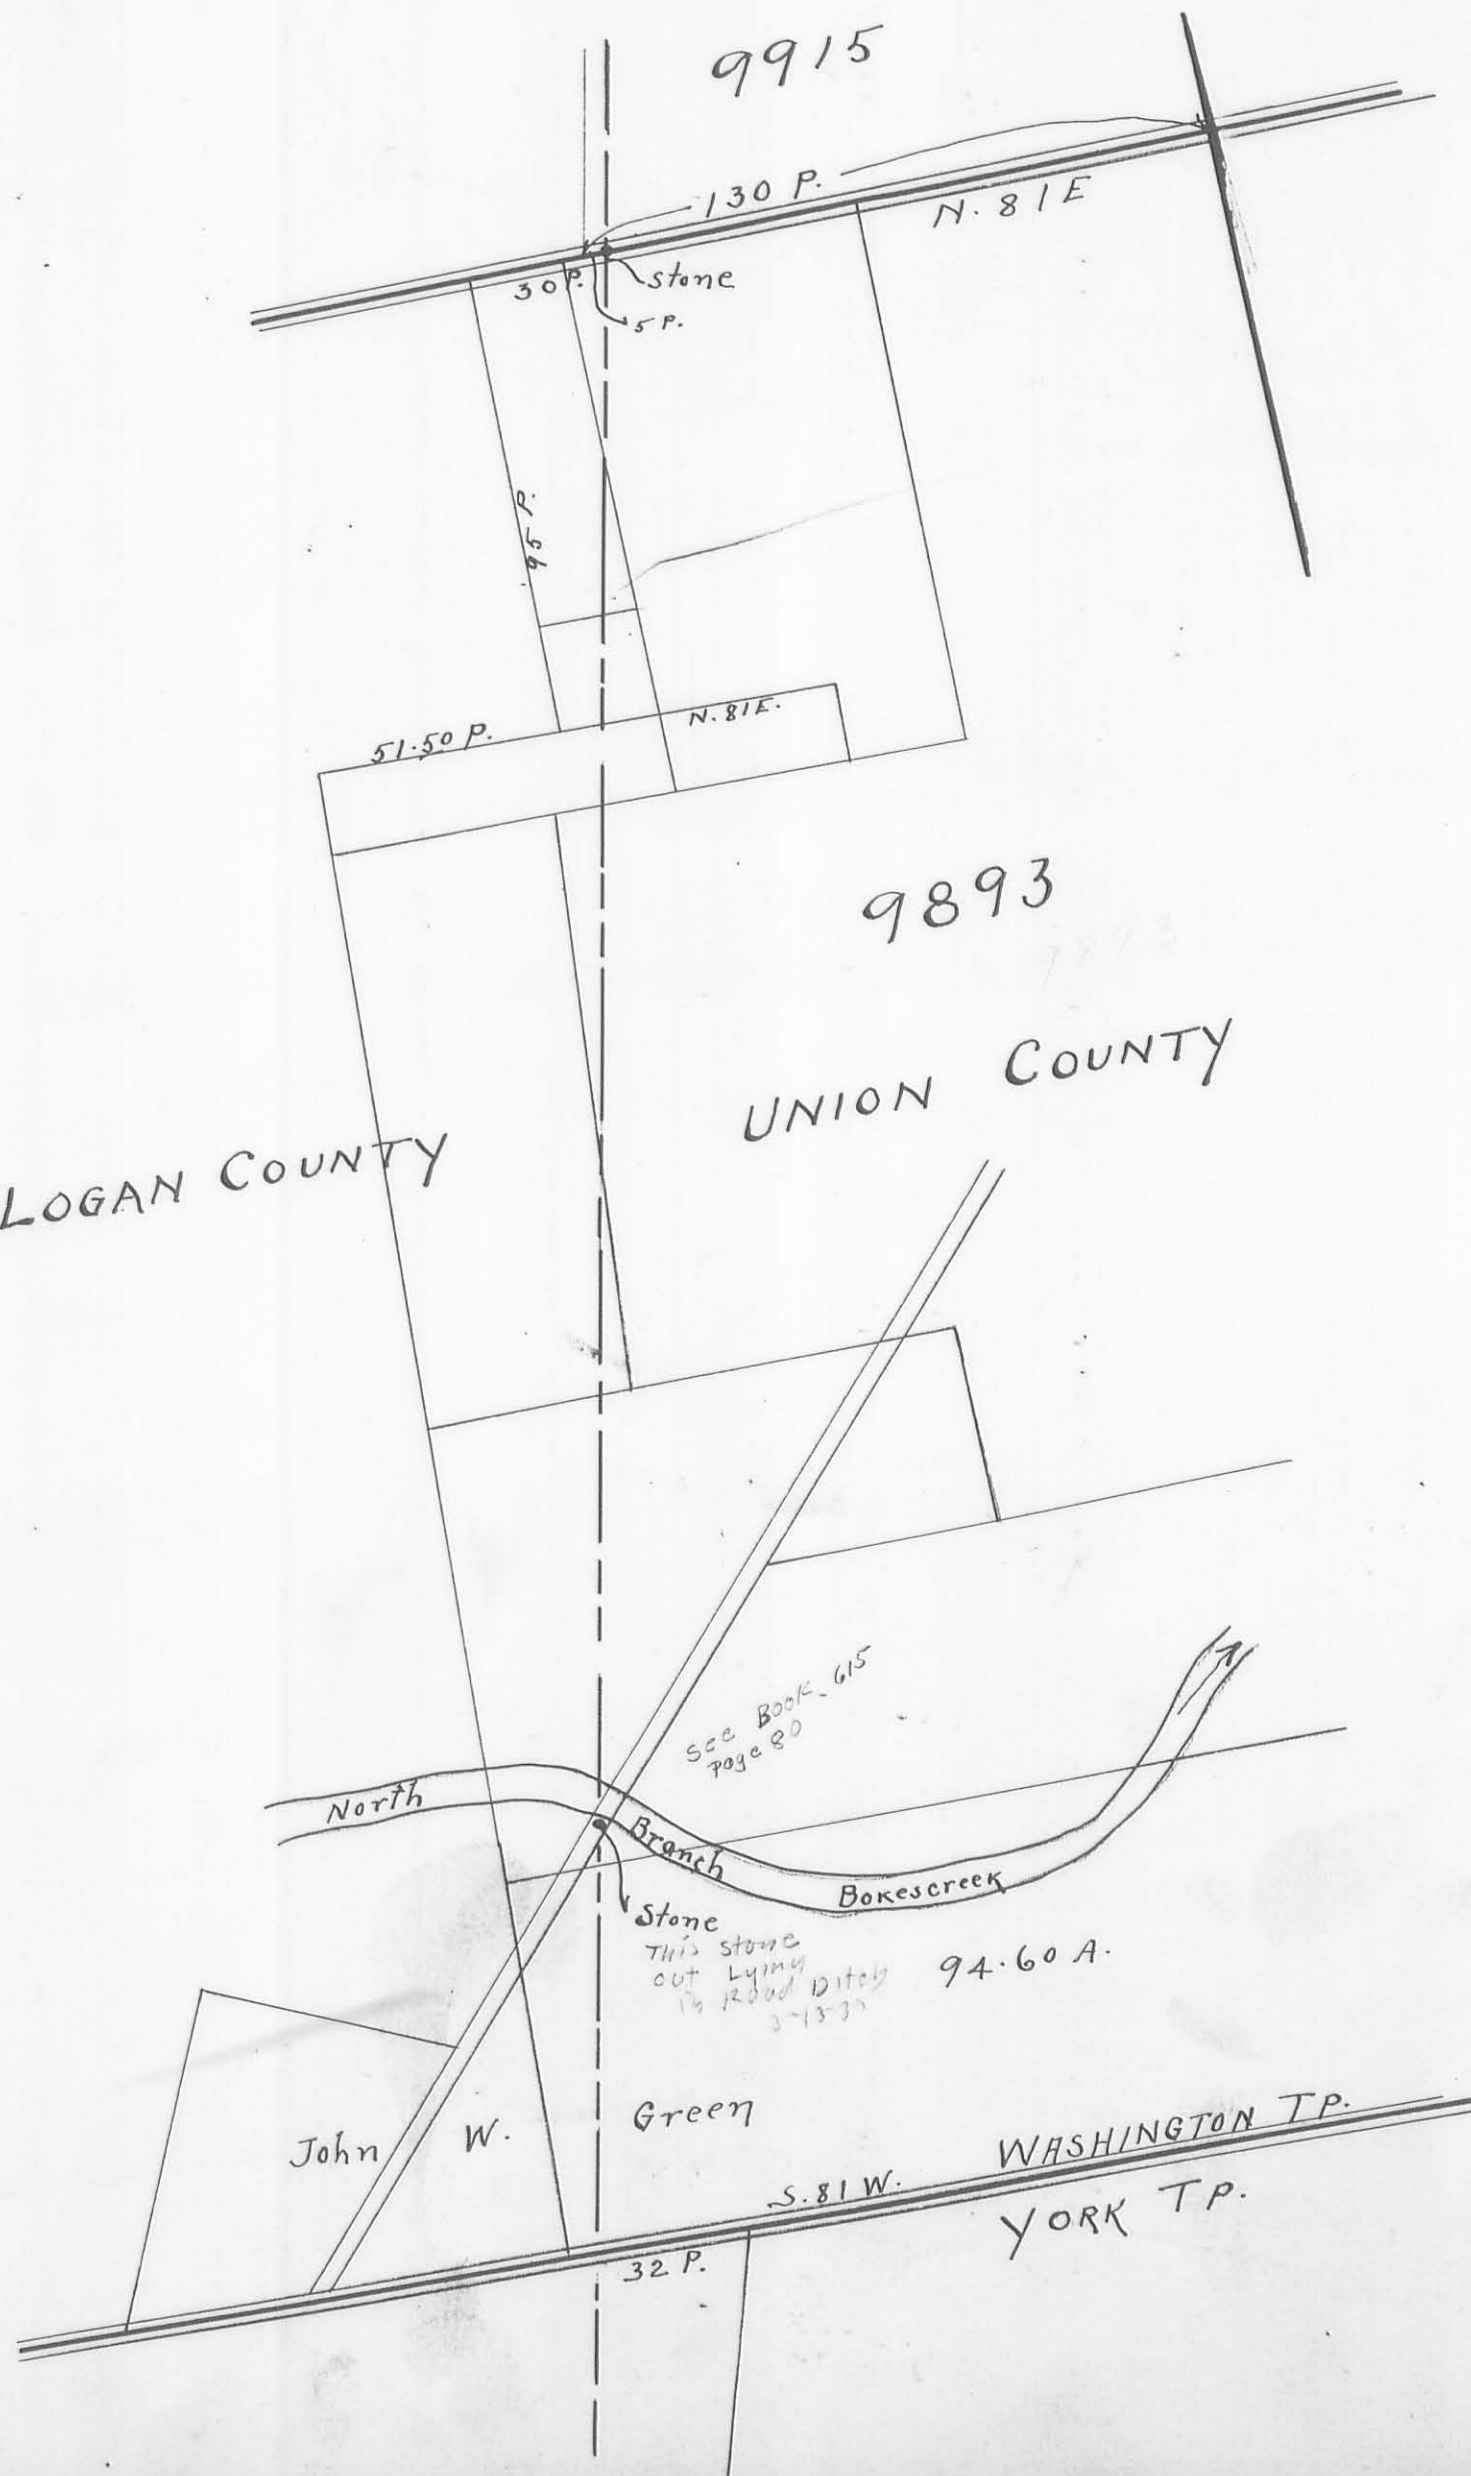 9915
130 P.
N. 81 E
30 P.
Stone
5 P.
95 P.
51.50 P.
N. 81 E.
9893
9893
UNION COUNTY
LOGAN COUNTY
See Book 615
page 80
North Branch Bokescreek
Stone
This stone
out Lying
in Road Ditch
94.60 A.
John W. Green
S. 81 W.
WASHINGTON TP.
YORK TP.
32 P.